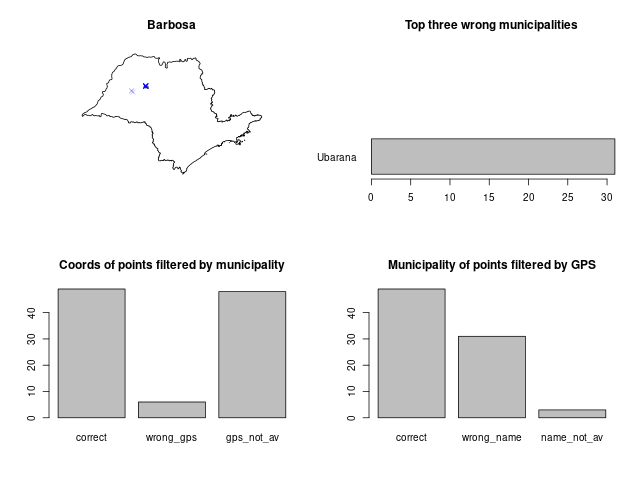 Barbosa
Top three wrong municipalities
Ubarana
0 5 10 15 20 25 30
Coords of points filtered by municipality
40
30
20
10
0
correct wrong_gps gps_not_av
Municipality of points filtered by GPS
40
30
20
10
0
correct wrong_name name_not_av